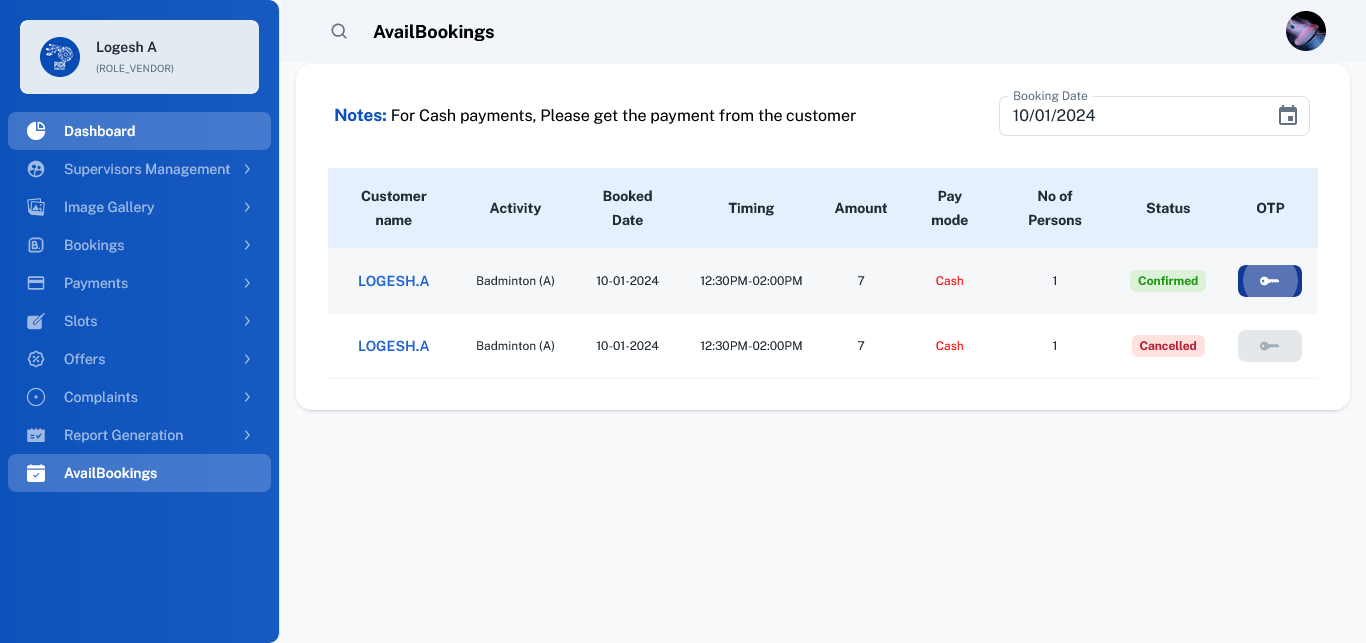 Logesh A
(ROLE_VENDOR)
Dashboard
Supervisors Management
Image Gallery
Bookings
Payments
Slots
Offers
Complaints
Report Generation
AvailBookings
AvailBookings
Notes: For Cash payments, Please get the payment from the customer
Booking Date
10/01/2024
Customer name Activity Booked Date Timing Amount Pay mode No of Persons Status OTP
LOGESH.A Badminton (A) 10-01-2024 12:30PM-02:00PM 7 Cash 1 Confirmed
LOGESH.A Badminton (A) 10-01-2024 12:30PM-02:00PM 7 Cash 1 Cancelled